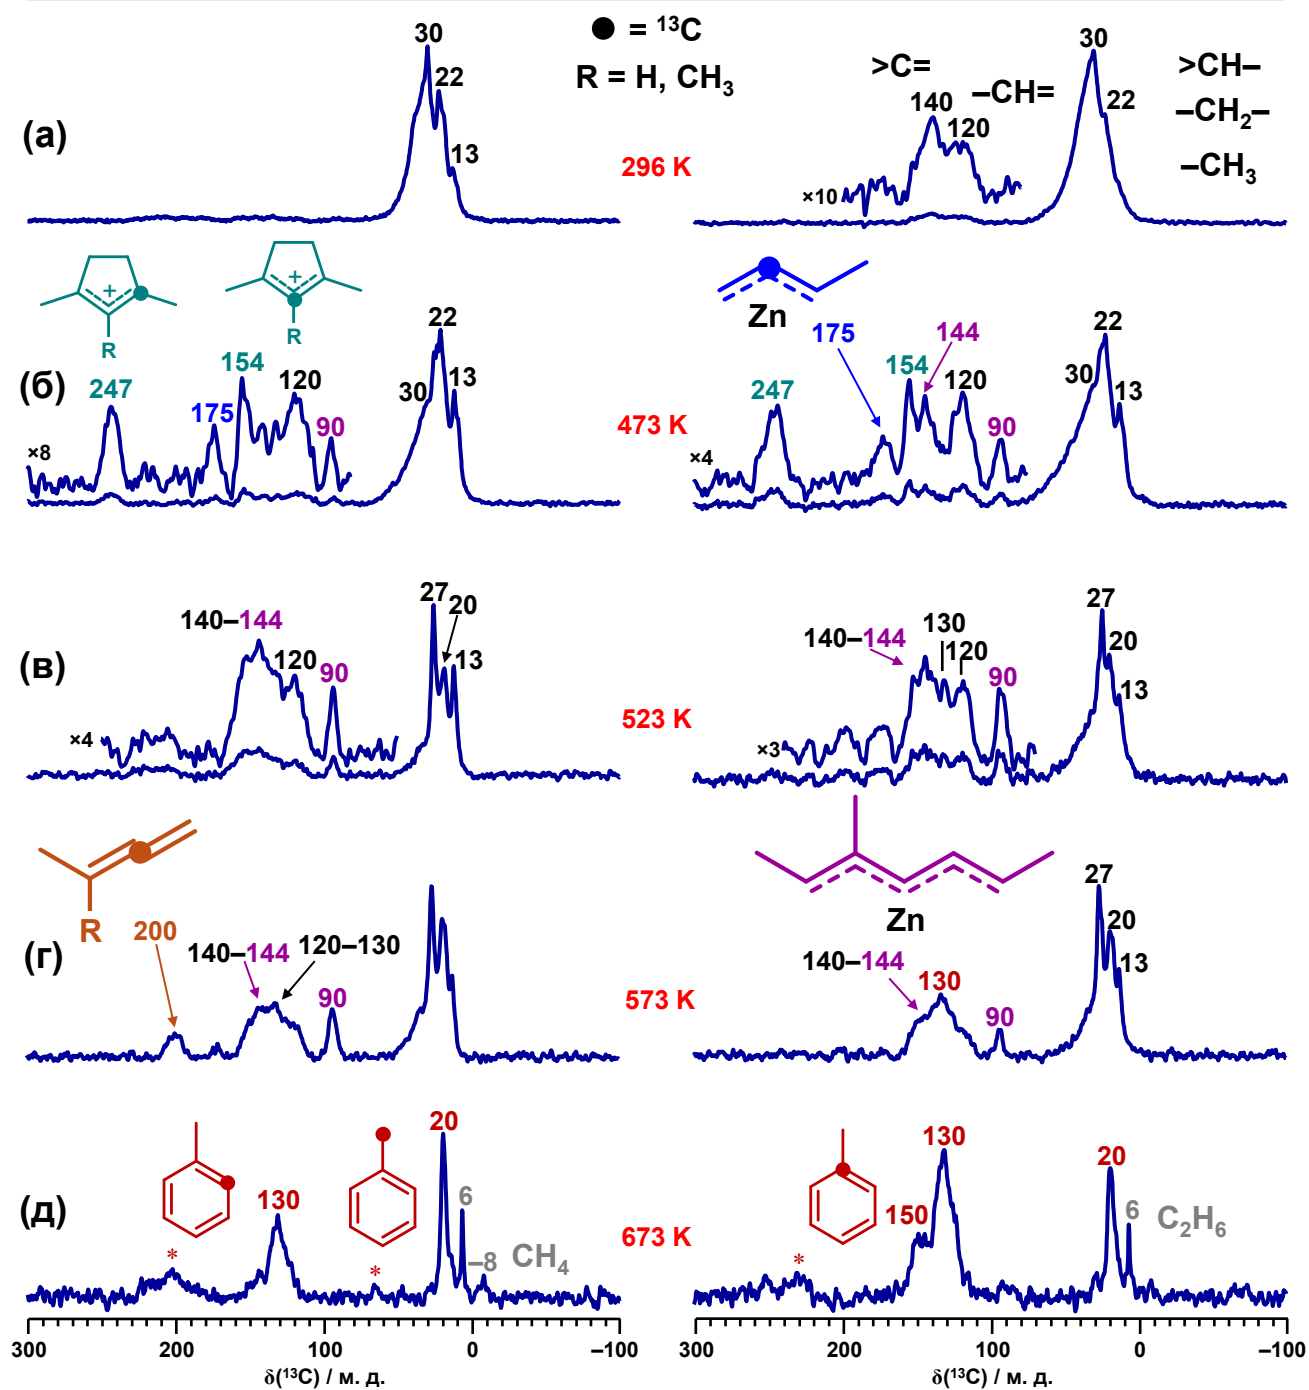 ● = ¹³C
R = H, CH₃
(а)
30
22
13
296 K
>C=
–CH=
140
120
×10
30
22
>CH–
–CH₂–
–CH₃
(б)
+
R
+
R
247
175
154
120
90
30
22
13
×8
473 K
Zn
175
247
154
144
120
90
30
22
13
×4
(в)
140–144
120
90
27
20
13
×4
523 K
140–144
130
120
90
27
20
13
×3
(г)
R
200
140–144
120–130
90
573 K
Zn
140–144
130
90
27
20
13
(д)
*
130
*
20
6
–8
CH₄
673 K
*
150
130
20
6
C₂H₆
300
200
100
0
–100
δ(¹³C) / м. д.
300
200
100
0
–100
δ(¹³C) / м. д.